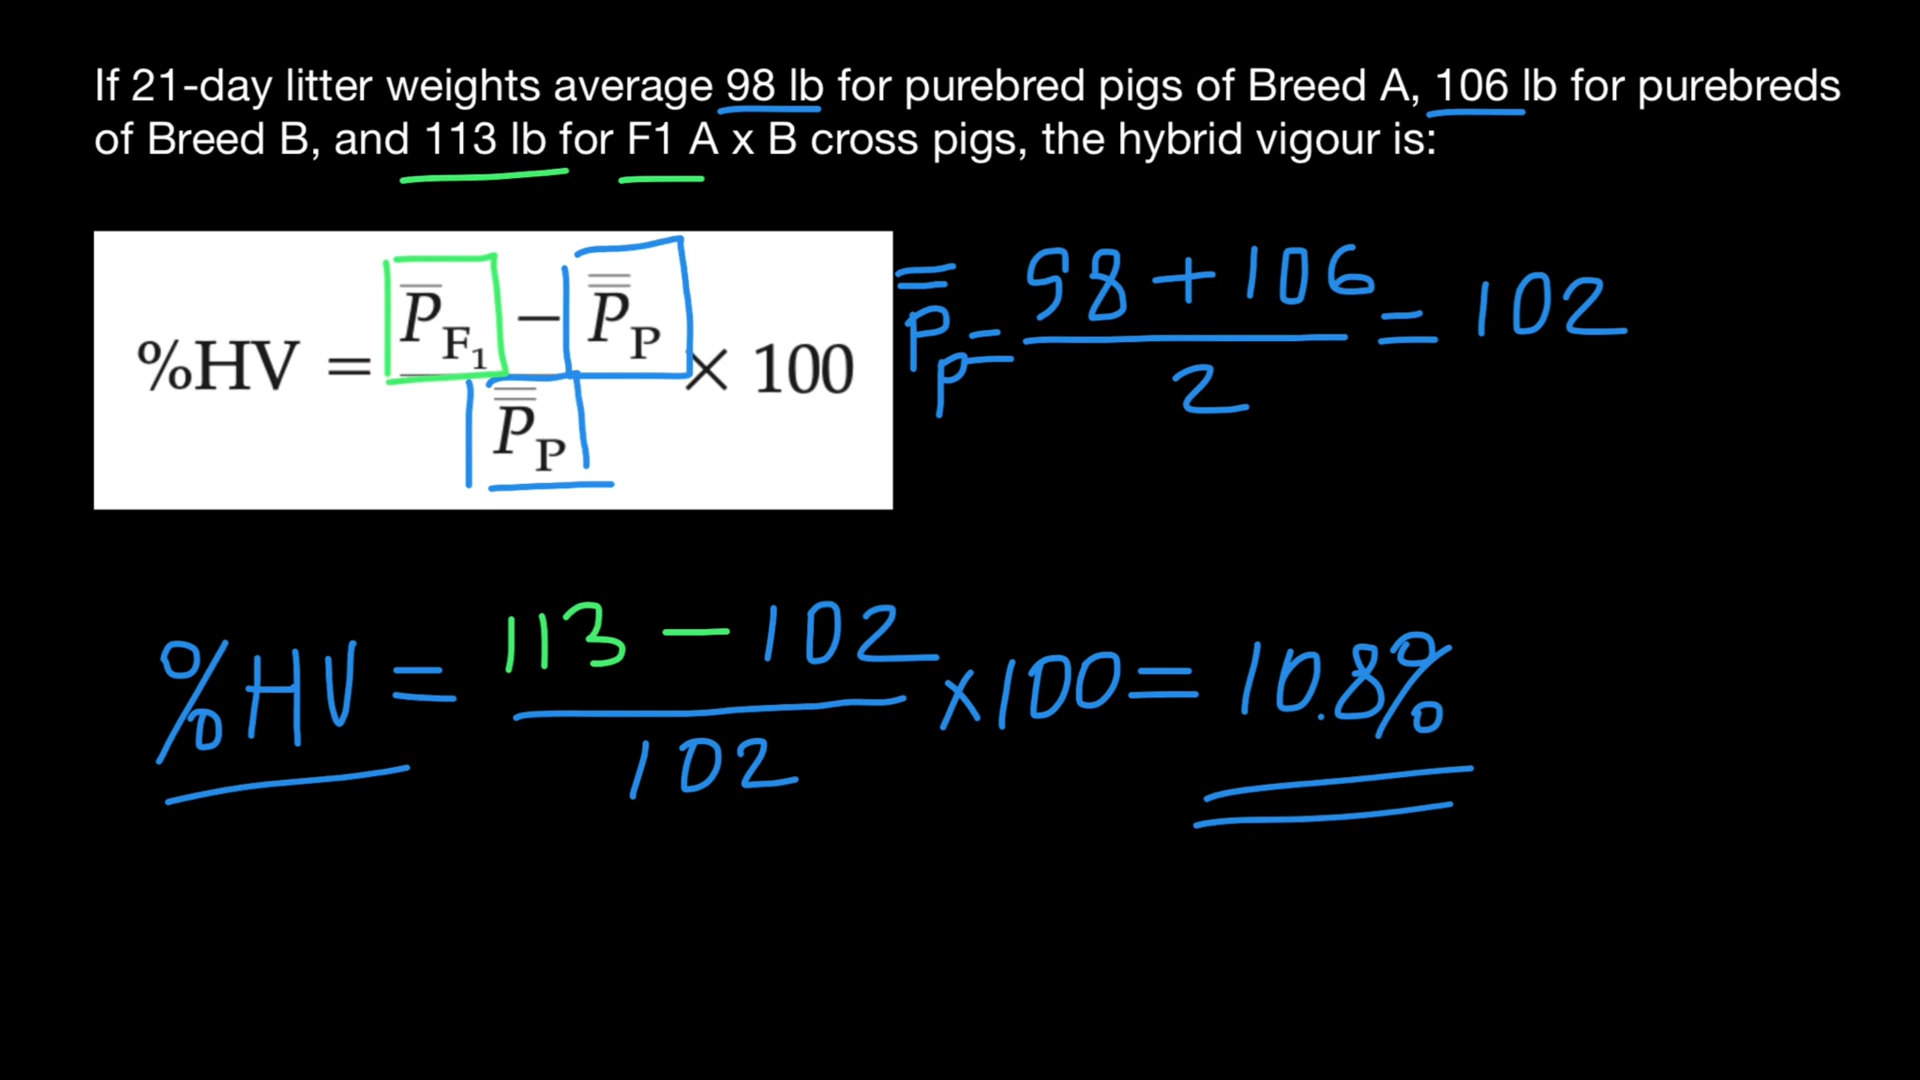 If 21-day litter weights average 98 lb for purebred pigs of Breed A, 106 lb for purebreds
of Breed B, and 113 lb for F1 A x B cross pigs, the hybrid vigour is:
%HV = (P̅F₁ − P̿P) / P̿P × 100
P̿p = (98 + 106) / 2 = 102
%HV = (113 − 102) / 102 × 100 = 10.8%